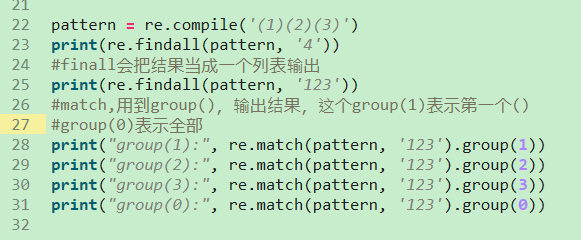 21
22 pattern = re.compile('(1)(2)(3)')
23 print(re.findall(pattern, '4'))
24 #finall会把结果当成一个列表输出
25 print(re.findall(pattern, '123'))
26 #match,用到group(), 输出结果, 这个group(1)表示第一个()
27 #group(0)表示全部
28 print("group(1):", re.match(pattern, '123').group(1))
29 print("group(2):", re.match(pattern, '123').group(2))
30 print("group(3):", re.match(pattern, '123').group(3))
31 print("group(0):", re.match(pattern, '123').group(0))
32